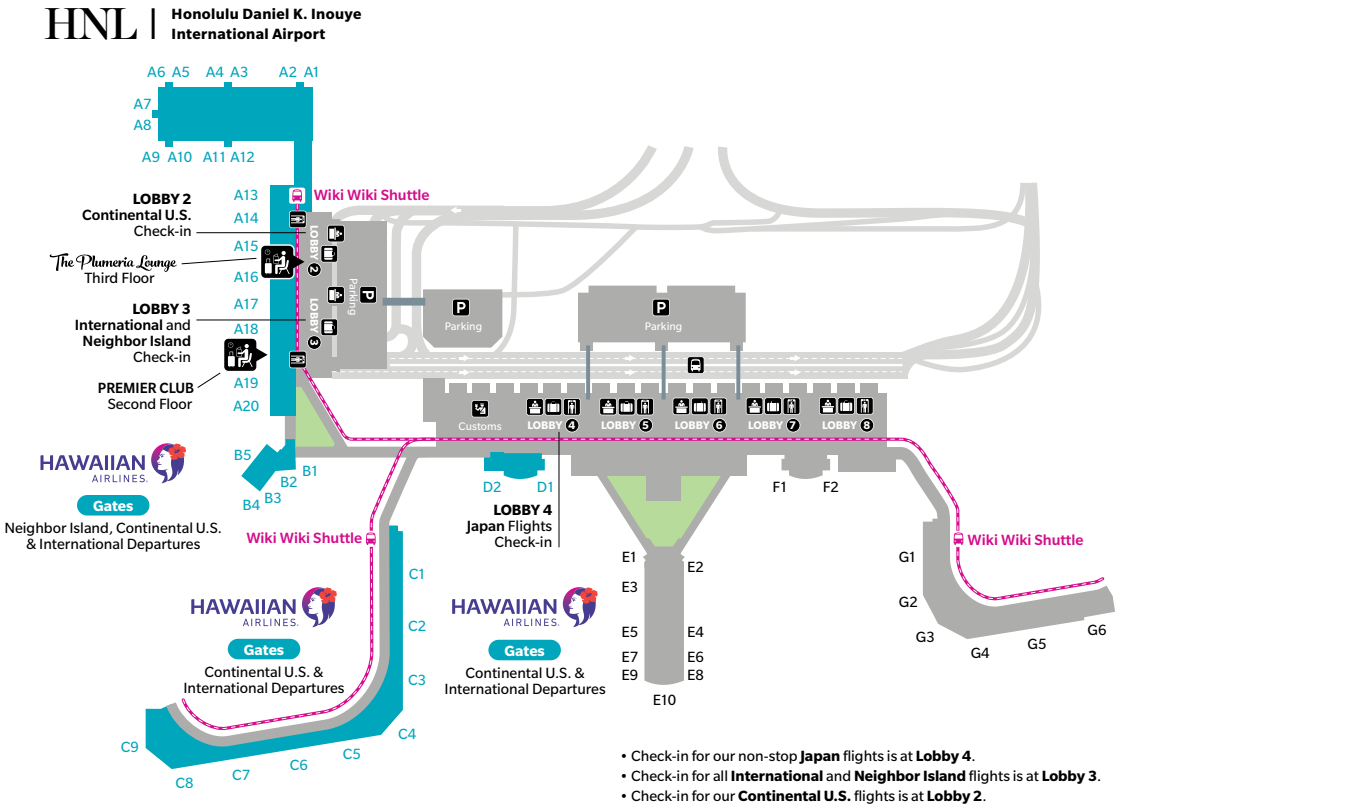 HNL
Honolulu Daniel K. Inouye
International Airport
A6 A5 A4 A3 A2 A1
A7
A8
A9 A10 A11 A12
A13
Wiki Wiki Shuttle
LOBBY 2
Continental U.S.
Check-in
A14
LOBBY 2
A15
The Plumeria Lounge
Third Floor
A16
P
Parking
LOBBY 3
International and
Neighbor Island
Check-in
A17
A18
LOBBY 3
P
Parking
P
Parking
PREMIER CLUB
Second Floor
A19
A20
Customs
LOBBY 4
LOBBY 5
LOBBY 6
LOBBY 7
LOBBY 8
B5
B1
B2
B3
B4
HAWAIIAN
AIRLINES.
Gates
Neighbor Island, Continental U.S.
& International Departures
D2 D1
F1 F2
LOBBY 4
Japan Flights
Check-in
Wiki Wiki Shuttle
Wiki Wiki Shuttle
C1
C2
C3
C4
C5
C6
C7
C8
C9
HAWAIIAN
AIRLINES.
Gates
Continental U.S. &
International Departures
HAWAIIAN
AIRLINES.
Gates
Continental U.S. &
International Departures
E1
E2
E3
E5 E4
E7 E6
E9 E8
E10
G1
G2
G3
G4
G5
G6
• Check-in for our non-stop Japan flights is at Lobby 4.
• Check-in for all International and Neighbor Island flights is at Lobby 3.
• Check-in for our Continental U.S. flights is at Lobby 2.